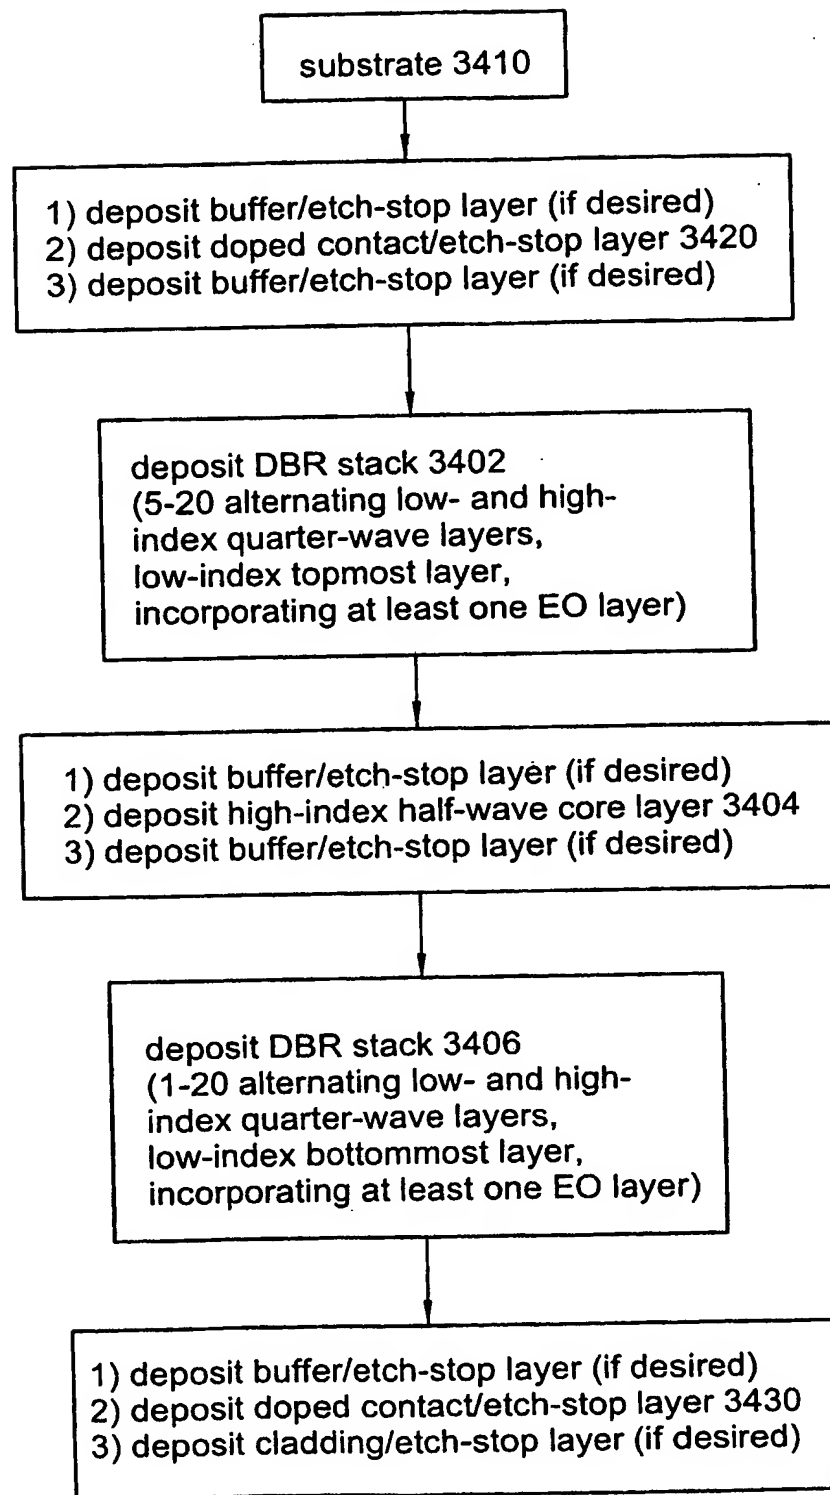 substrate 3410
1) deposit buffer/etch-stop layer (if desired)
2) deposit doped contact/etch-stop layer 3420
3) deposit buffer/etch-stop layer (if desired)
deposit DBR stack 3402
(5-20 alternating low- and high-
index quarter-wave layers,
low-index topmost layer,
incorporating at least one EO layer)
1) deposit buffer/etch-stop layer (if desired)
2) deposit high-index half-wave core layer 3404
3) deposit buffer/etch-stop layer (if desired)
deposit DBR stack 3406
(1-20 alternating low- and high-
index quarter-wave layers,
low-index bottommost layer,
incorporating at least one EO layer)
1) deposit buffer/etch-stop layer (if desired)
2) deposit doped contact/etch-stop layer 3430
3) deposit cladding/etch-stop layer (if desired)